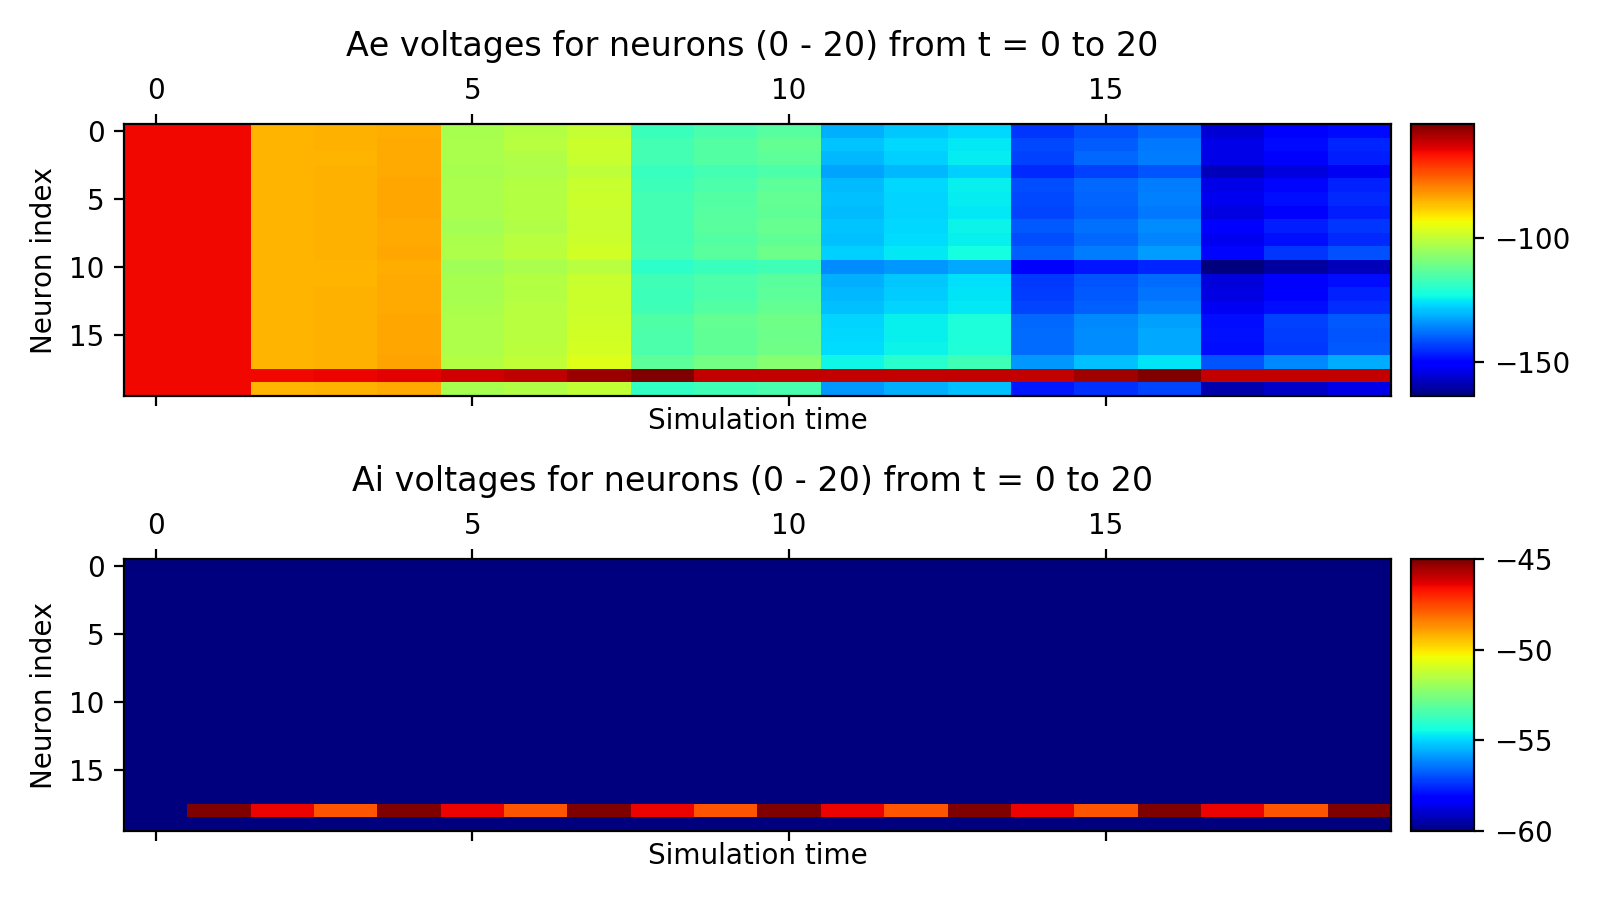 Ae voltages for neurons (0 - 20) from t = 0 to 20
0 5 10 15
Neuron index
0
5
10
15
−100
−150
Simulation time
Ai voltages for neurons (0 - 20) from t = 0 to 20
0 5 10 15
Neuron index
0
5
10
15
−45
−50
−55
−60
Simulation time